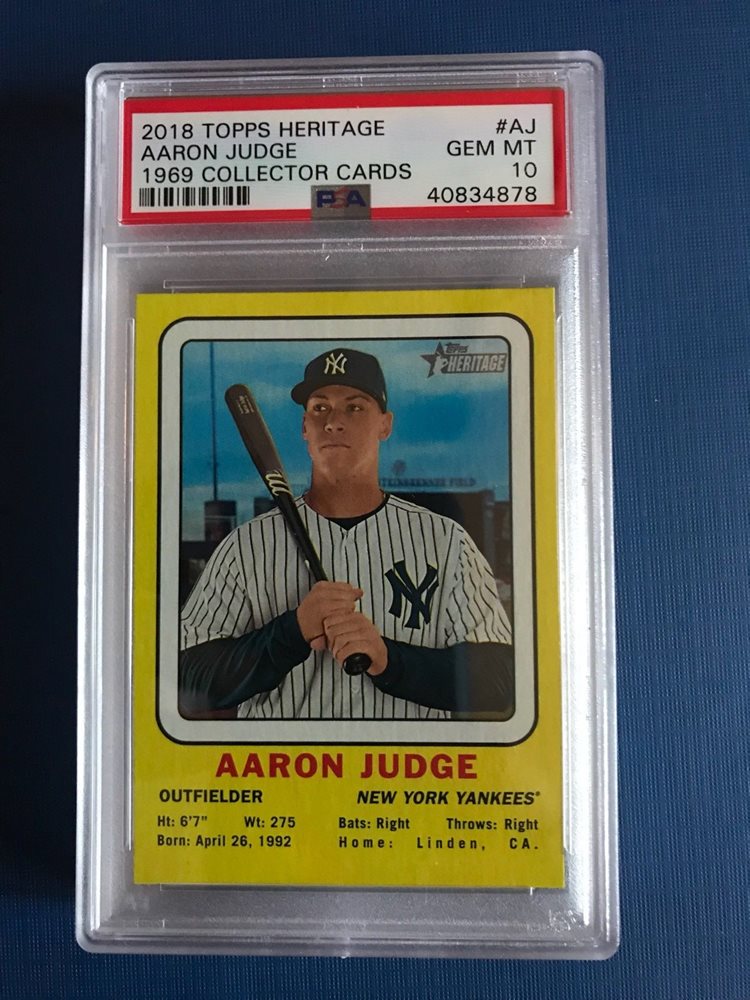 2018 TOPPS HERITAGE #AJ
AARON JUDGE GEM MT
1969 COLLECTOR CARDS 10
PSA 40834878
NY
Topps
HERITAGE
STEINBRENNER FIELD
NY
AARON JUDGE
OUTFIELDER NEW YORK YANKEES®
Ht: 6'7" Wt: 275 Bats: Right Throws: Right
Born: April 26, 1992 Home: Linden, CA.